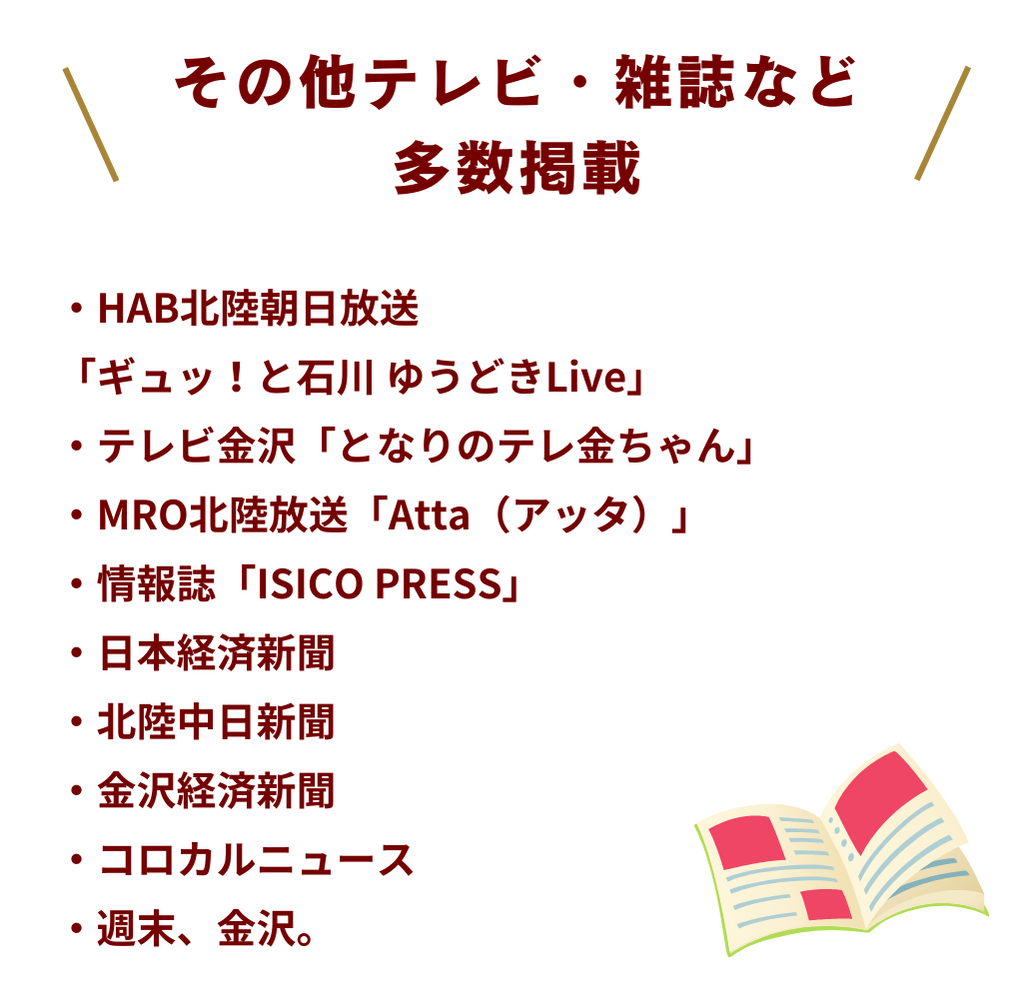 その他テレビ・雑誌など
多数掲載
・HAB北陸朝日放送
「ギュッ！と石川 ゆうどきLive」
・テレビ金沢「となりのテレ金ちゃん」
・MRO北陸放送「Atta（アッタ）」
・情報誌「ISICO PRESS」
・日本経済新聞
・北陸中日新聞
・金沢経済新聞
・コロカルニュース
・週末、金沢。